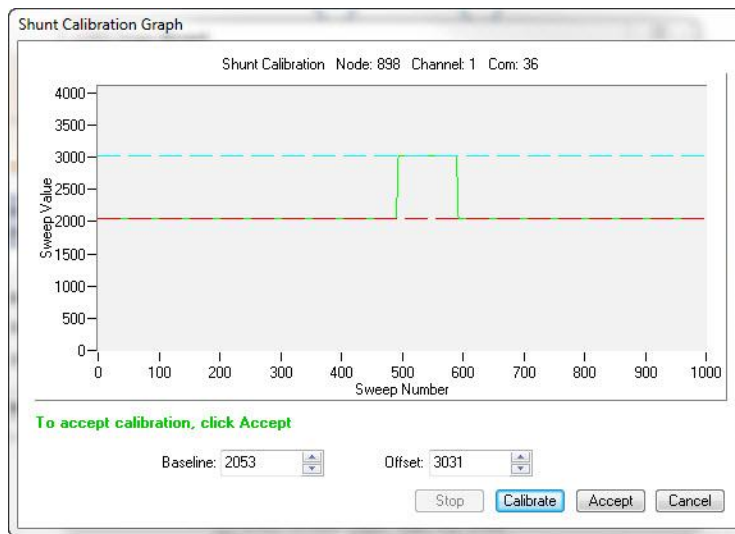 Shunt Calibration Graph
Shunt Calibration Node: 898 Channel: 1 Com: 36
4000
3500
3000
2500
2000
1500
1000
500
0
Sweep Value
0 100 200 300 400 500 600 700 800 900 1000
Sweep Number
To accept calibration, click Accept
Baseline: 2053 Offset: 3031
Stop Calibrate Accept Cancel